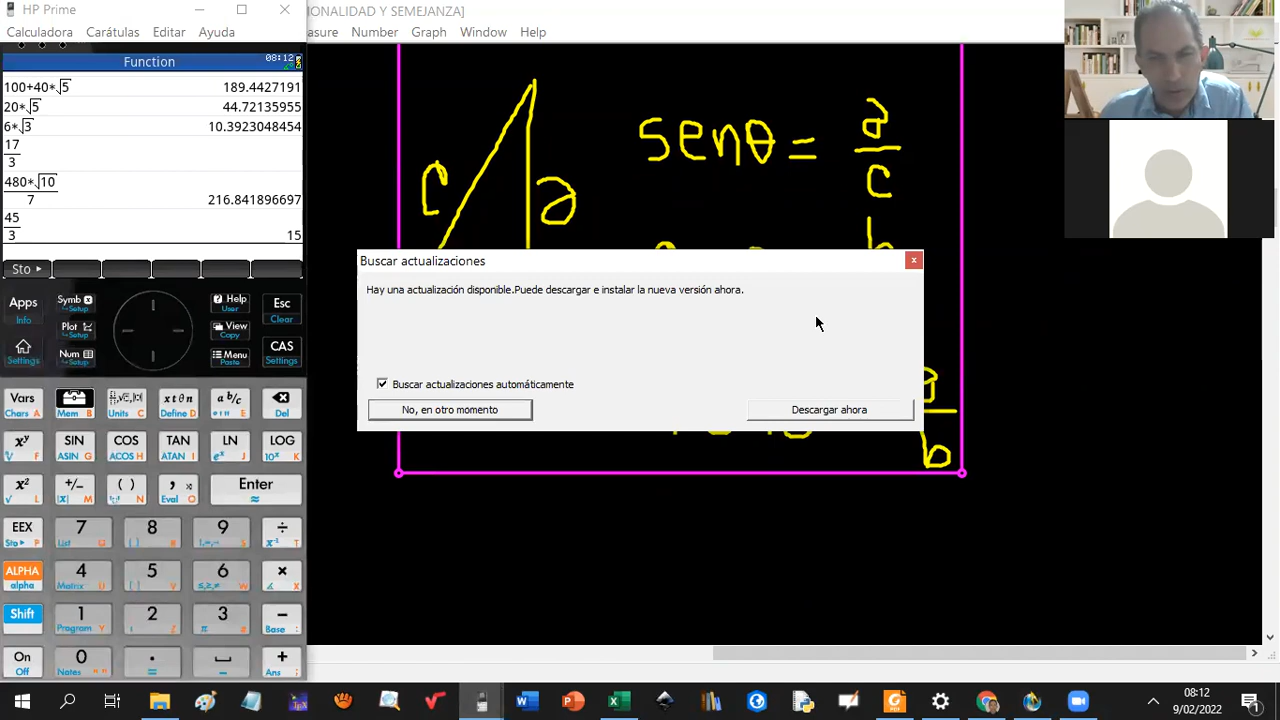 HP Prime
IONALIDAD Y SEMEJANZA]
Calculadora Carátulas Editar Ayuda
asure Number Graph Window Help
Function 08:12
100+40*√5 189.4427191
20*√5 44.72135955
6*√3 10.3923048454
17
3
480*√10
7 216.841896697
45
3 15
Sto
senθ = a
c
c
a
b
Buscar actualizaciones x
Hay una actualización disponible.Puede descargar e instalar la nueva versión ahora.
Buscar actualizaciones automáticamente
No, en otro momento Descargar ahora
a
b
Apps Info
Symb Setup
Help User
Esc Clear
Plot Setup
View Copy
Settings
Num Setup
Menu Paste
CAS Settings
Vars Chars A
Mem B
Units C
x t θ n Define D
a b/c
Del
SIN ASIN G
COS ACOS H
TAN ATAN I
LN
LOG
Enter
≈
EEX Sto P
7 List
8
9
÷
ALPHA alpha
4 Matrix
5
6
×
Shift
1 Program Y
2
3
−
Base :
On Off
0 Notes " "
.
+
Ans ;
08:12
9/02/2022